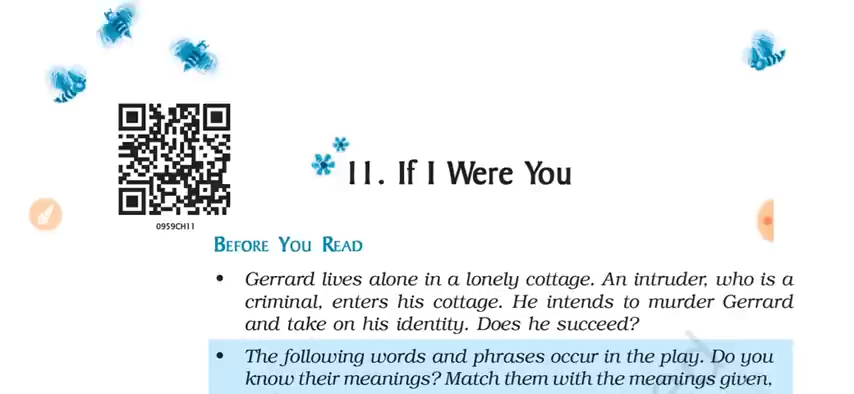 11. If I Were You
0959CH11
BEFORE YOU READ
• Gerrard lives alone in a lonely cottage. An intruder, who is a
criminal, enters his cottage. He intends to murder Gerrard
and take on his identity. Does he succeed?
• The following words and phrases occur in the play. Do you
know their meanings? Match them with the meanings given,